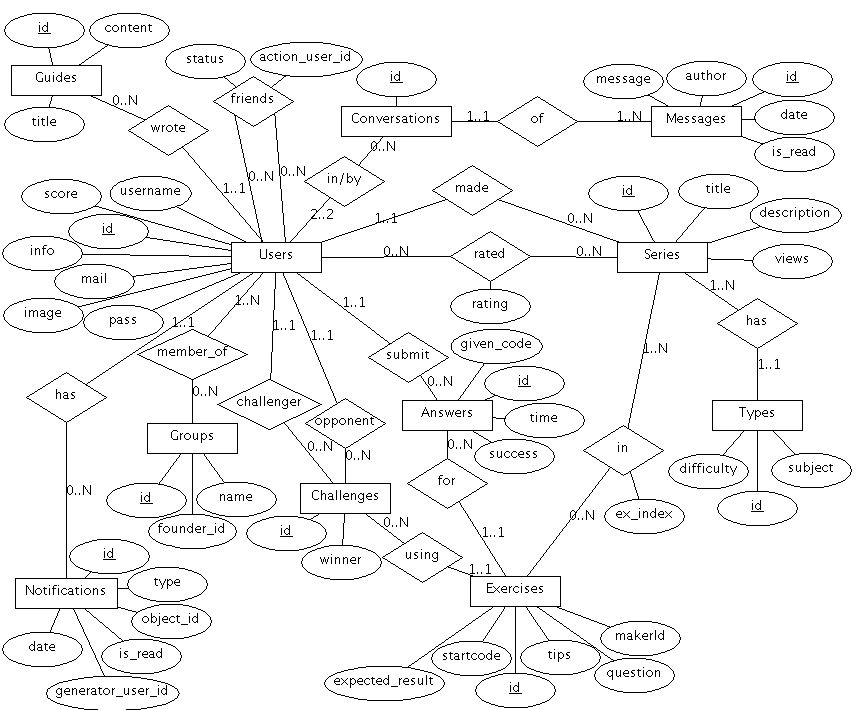 id
content
Guides
title
0..N
wrote
1..1
status
action_user_id
friends
0..N
0..N
id
Conversations
1..1
of
1..N
message
author
id
Messages
date
is_read
0..N
in/by
2..2
made
1..1
0..N
score
username
id
info
mail
image
pass
Users
0..N
rated
0..N
rating
id
title
description
Series
views
1..N
has
1..1
Types
difficulty
subject
id
1..1
has
0..N
1..N
member_of
0..N
Groups
id
name
founder_id
1..1
challenger
0..N
1..1
opponent
0..N
1..1
submit
0..N
given_code
id
Answers
time
success
0..N
for
1..1
1..N
in
0..N
ex_index
Challenges
id
winner
0..N
using
1..1
Exercises
makerId
startcode
tips
question
expected_result
id
id
Notifications
type
object_id
date
is_read
generator_user_id